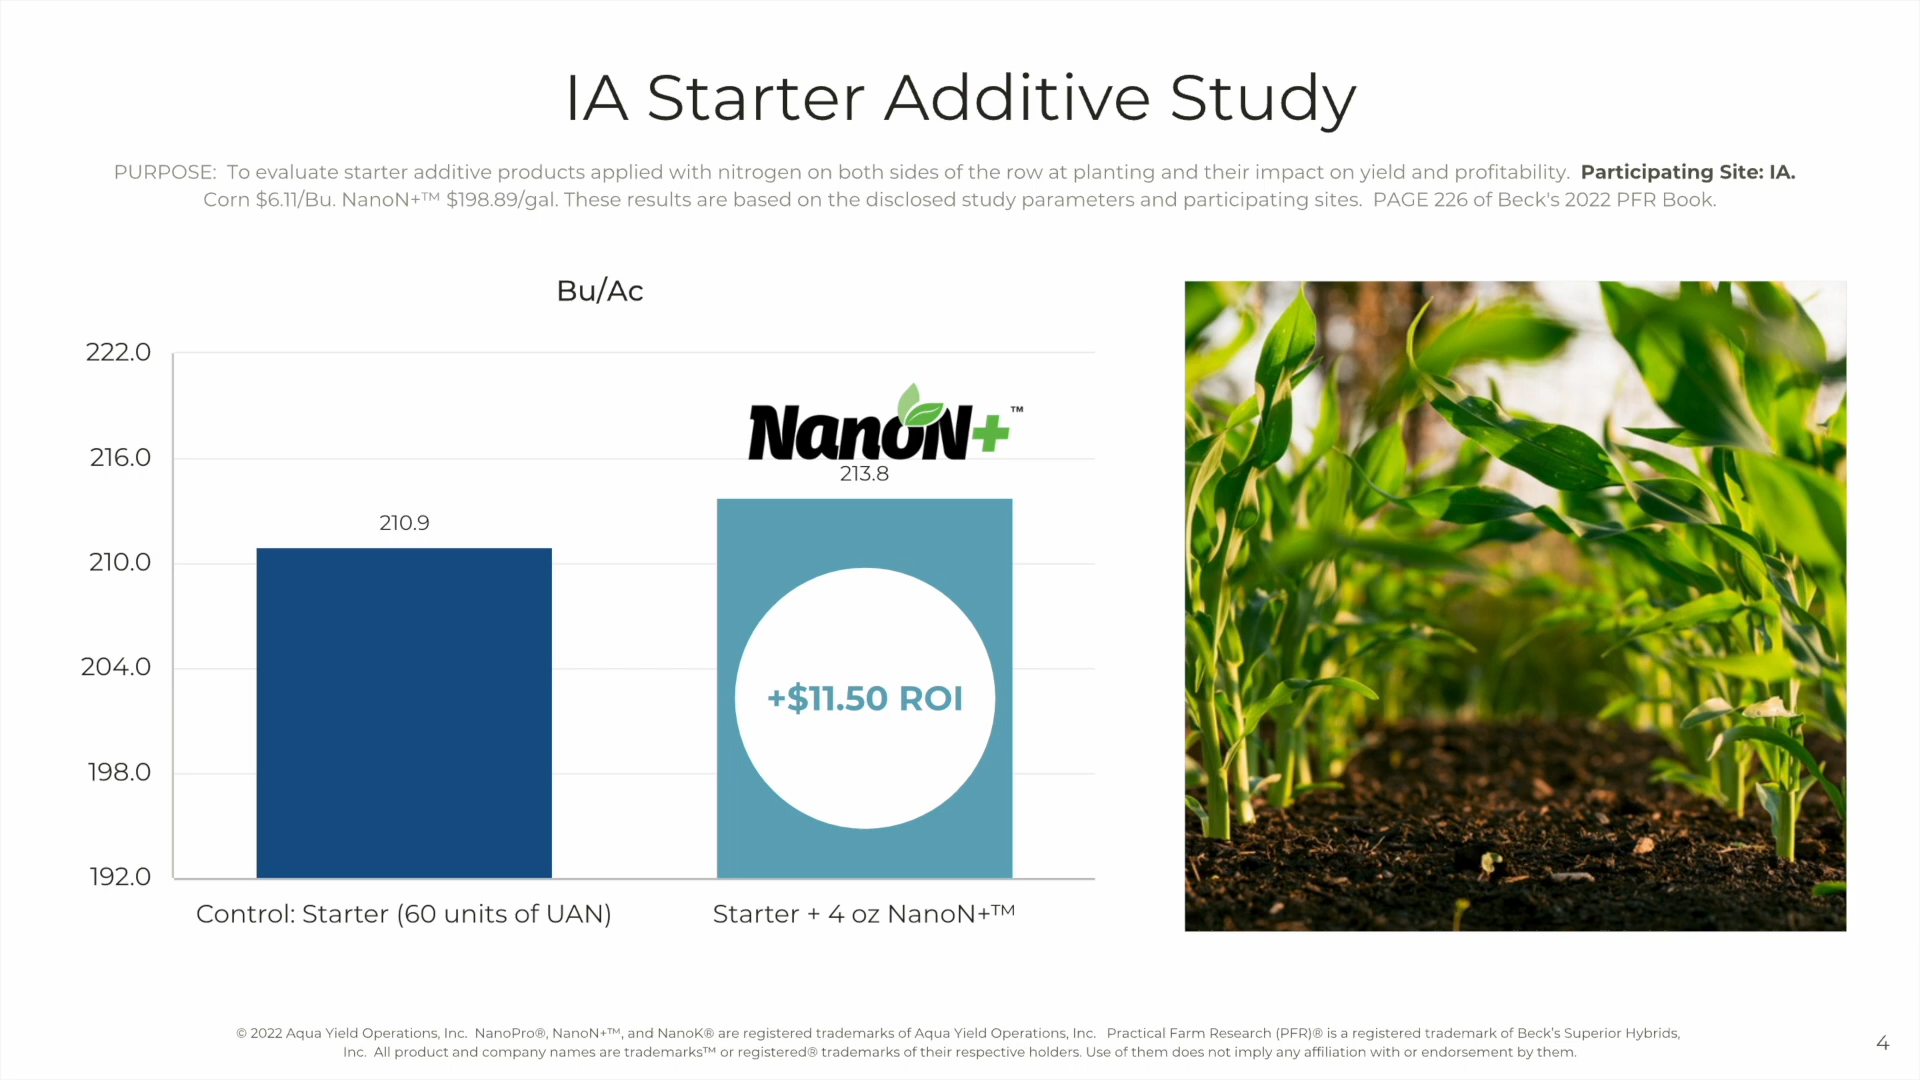 IA Starter Additive Study
PURPOSE:  To evaluate starter additive products applied with nitrogen on both sides of the row at planting and their impact on yield and profitability.  Participating Site: IA.
Corn $6.11/Bu. NanoN+™ $198.89/gal. These results are based on the disclosed study parameters and participating sites.  PAGE 226 of Beck's 2022 PFR Book.
Bu/Ac
222.0
216.0
210.0
204.0
198.0
192.0
210.9
NanoN+™
213.8
+$11.50 ROI
Control: Starter (60 units of UAN)
Starter + 4 oz NanoN+™
© 2022 Aqua Yield Operations, Inc.  NanoPro®, NanoN+™, and NanoK® are registered trademarks of Aqua Yield Operations, Inc.   Practical Farm Research (PFR)® is a registered trademark of Beck's Superior Hybrids,
Inc.  All product and company names are trademarks™ or registered® trademarks of their respective holders. Use of them does not imply any affiliation with or endorsement by them.
4